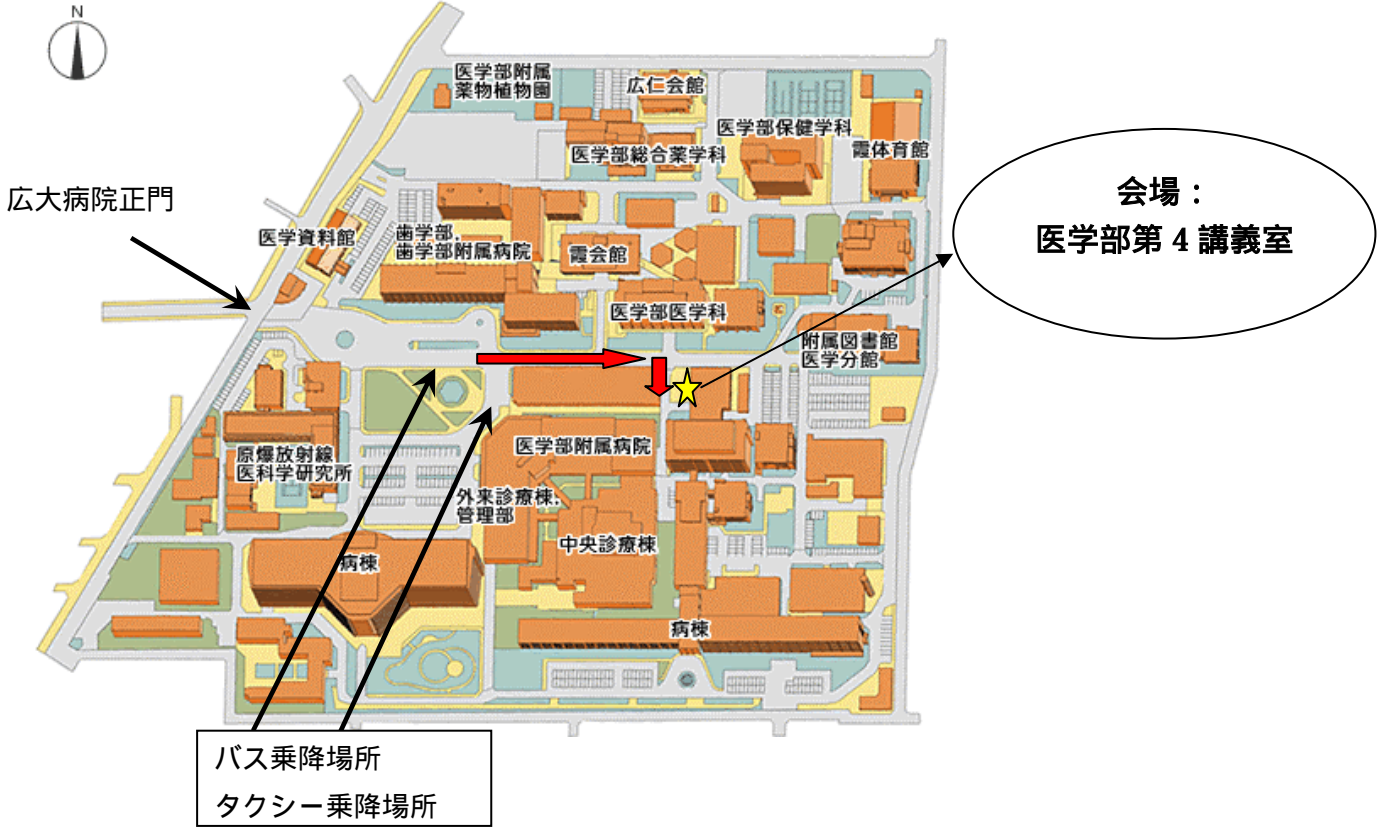 N
医学部附属
薬物植物園
広仁会館
医学部保健学科
医学部総合薬学科
霞体育館
広大病院正門
会場：
医学部第４講義室
医学資料館
歯学部,
歯学部附属病院
霞会館
医学部医学科
附属図書館
医学分館
医学部附属病院
原爆放射線
医科学研究所
外来診療棟,
管理部
中央診療棟
病棟
病棟
バス乗降場所
タクシー乗降場所